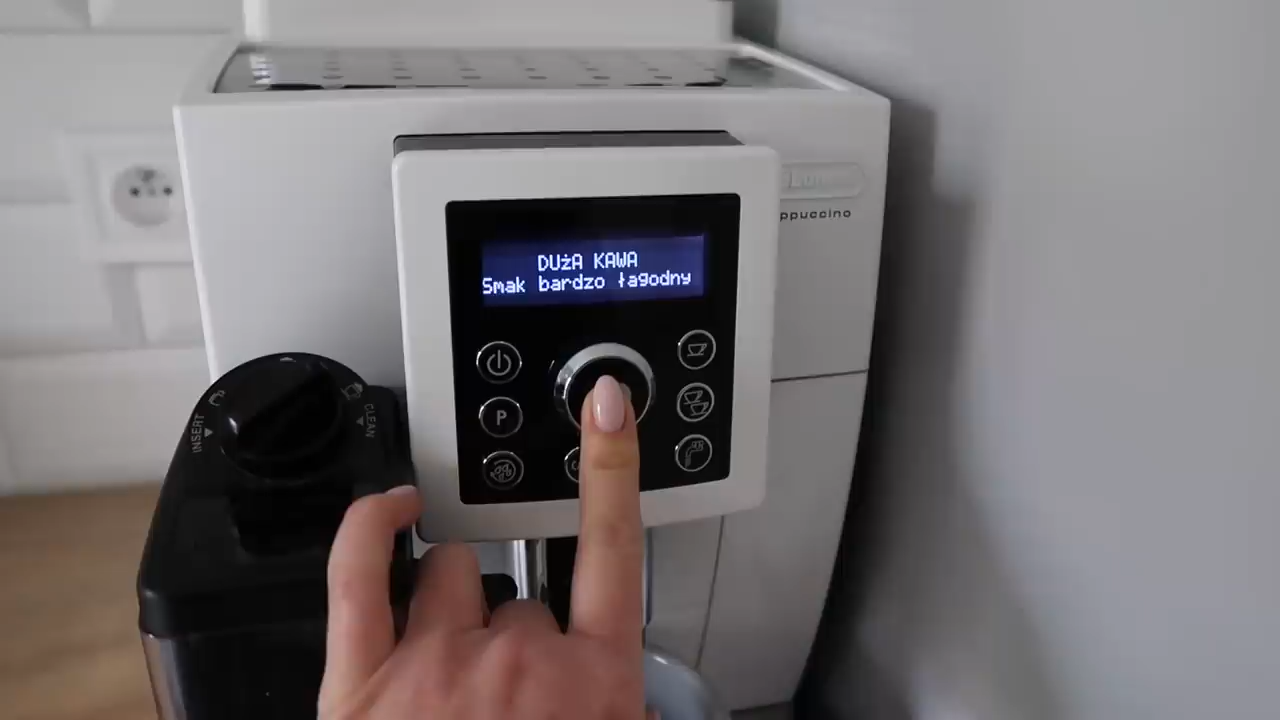 DUżA KAWA
Smak bardzo łagodny
ppuccino
P
INSERT
CLEAN